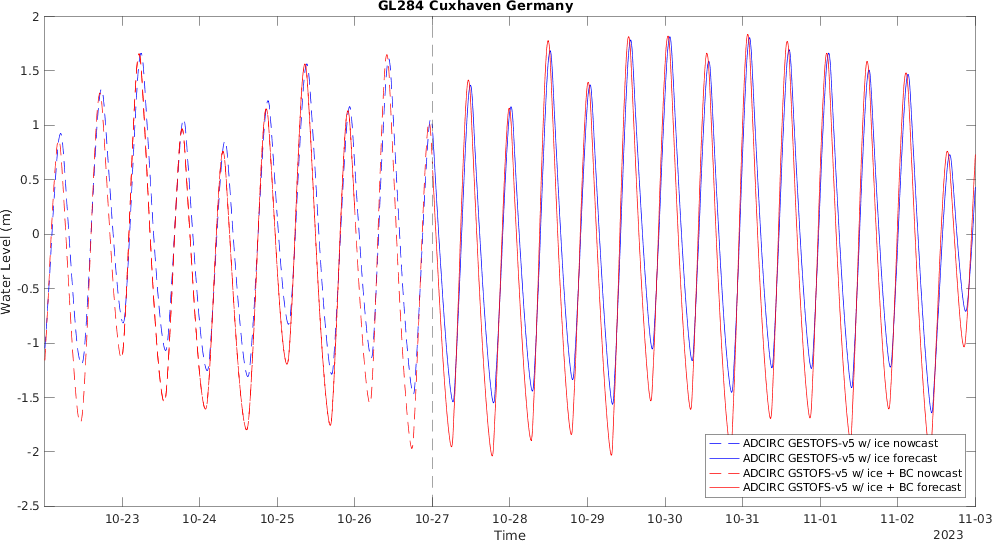 GL284 Cuxhaven Germany
2
1.5
1
0.5
0
-0.5
-1
-1.5
-2
-2.5
Water Level (m)
10-23 10-24 10-25 10-26 10-27 10-28 10-29 10-30 10-31 11-01 11-02 11-03
Time
2023
ADCIRC GESTOFS-v5 w/ ice nowcast
ADCIRC GESTOFS-v5 w/ ice forecast
ADCIRC GSTOFS-v5 w/ ice + BC nowcast
ADCIRC GSTOFS-v5 w/ ice + BC forecast